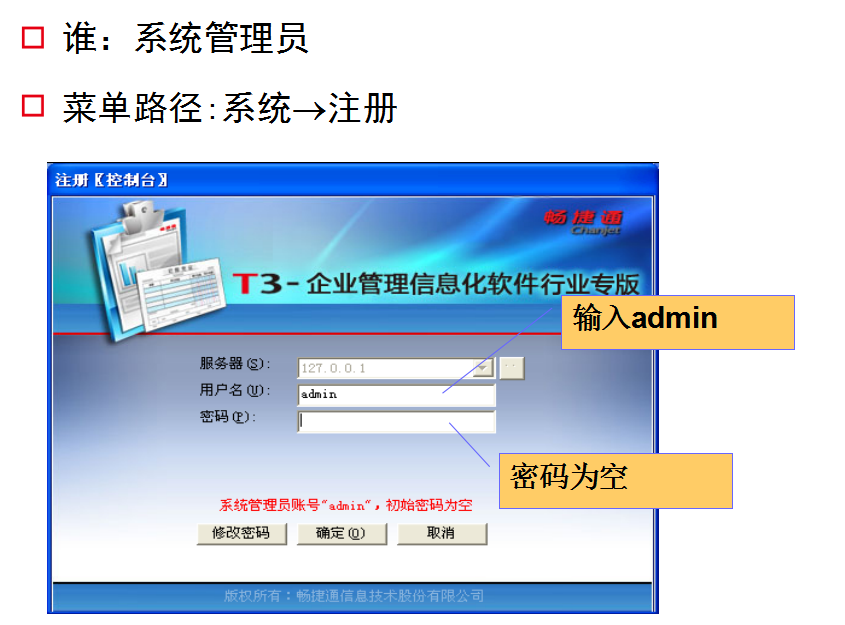 谁：系统管理员
菜单路径:系统→注册
注册〖控制台〗
畅捷通
Chanjet
T3-企业管理信息化软件行业专版
输入admin
服务器(S):
127.0.0.1
用户名(U):
admin
密码(P):
密码为空
系统管理员账号"admin"，初始密码为空
修改密码
确定(O)
取消
版权所有：畅捷通信息技术股份有限公司